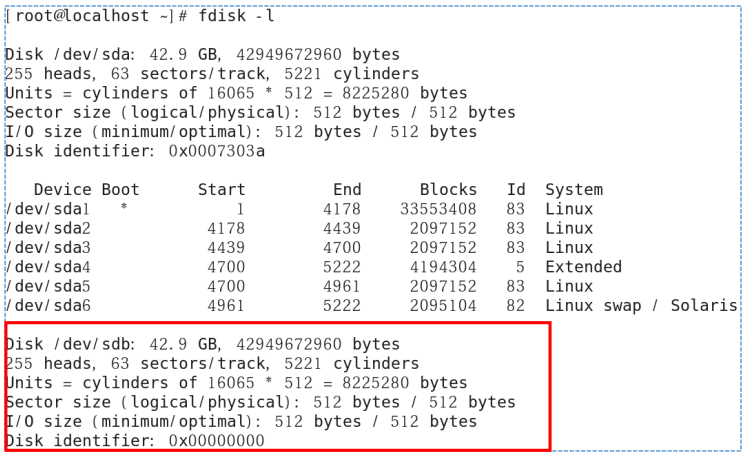 [root@localhost ~]# fdisk -l
Disk /dev/sda: 42.9 GB, 42949672960 bytes
255 heads, 63 sectors/track, 5221 cylinders
Units = cylinders of 16065 * 512 = 8225280 bytes
Sector size (logical/physical): 512 bytes / 512 bytes
I/O size (minimum/optimal): 512 bytes / 512 bytes
Disk identifier: 0x0007303a
Device Boot Start End Blocks Id System
/dev/sda1 * 1 4178 33553408 83 Linux
/dev/sda2 4178 4439 2097152 83 Linux
/dev/sda3 4439 4700 2097152 83 Linux
/dev/sda4 4700 5222 4194304 5 Extended
/dev/sda5 4700 4961 2097152 83 Linux
/dev/sda6 4961 5222 2095104 82 Linux swap / Solaris
Disk /dev/sdb: 42.9 GB, 42949672960 bytes
255 heads, 63 sectors/track, 5221 cylinders
Units = cylinders of 16065 * 512 = 8225280 bytes
Sector size (logical/physical): 512 bytes / 512 bytes
I/O size (minimum/optimal): 512 bytes / 512 bytes
Disk identifier: 0x00000000